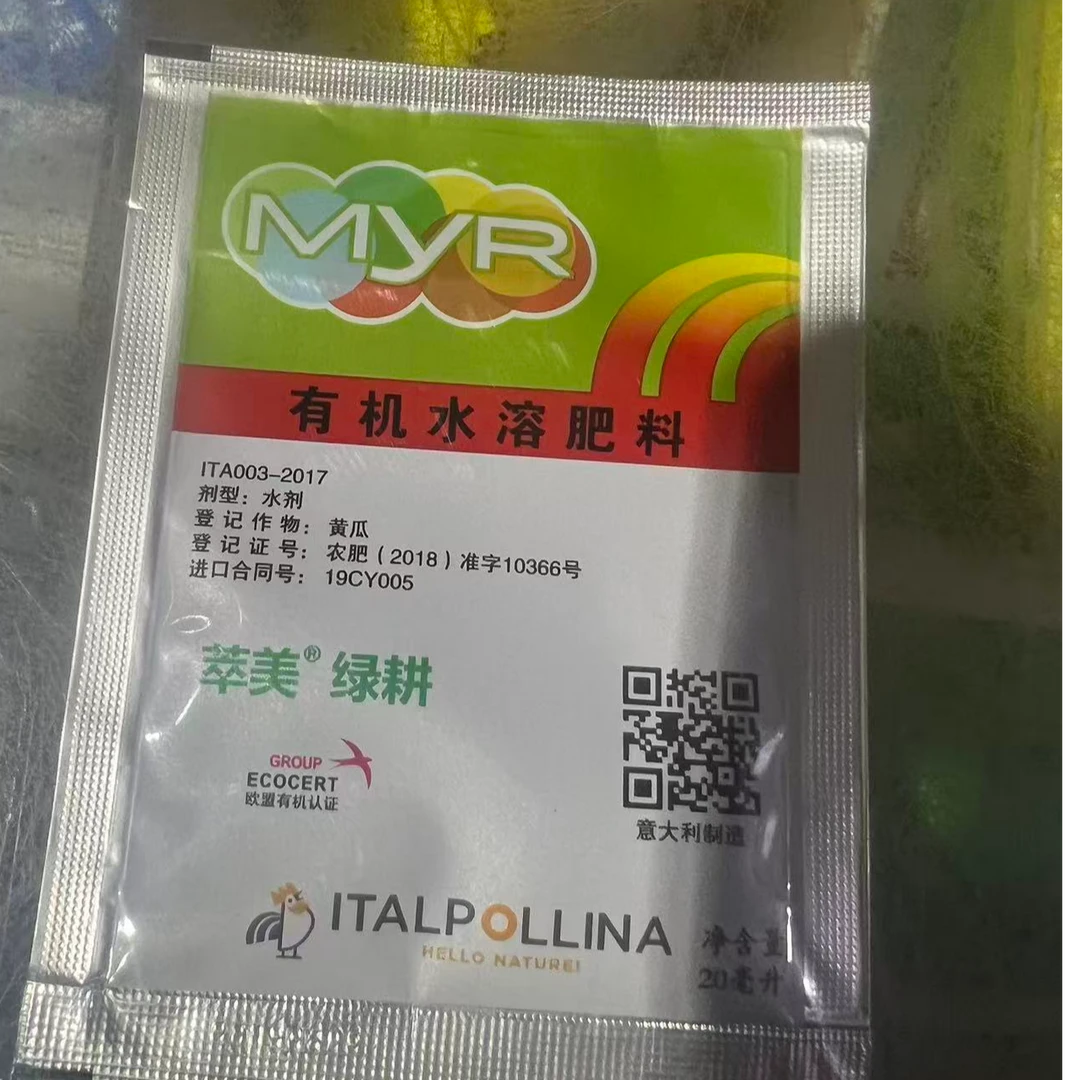 MYR
有机水溶肥料
ITA003-2017
剂型：水剂
登记作物：黄瓜
登记证号：农肥（2018）准字10366号
进口合同号：19CY005
萃美® 绿耕
GROUP
ECOCERT
欧盟有机认证
意大利制造
ITALPOLLINA
HELLO NATURE!
净含量
20毫升